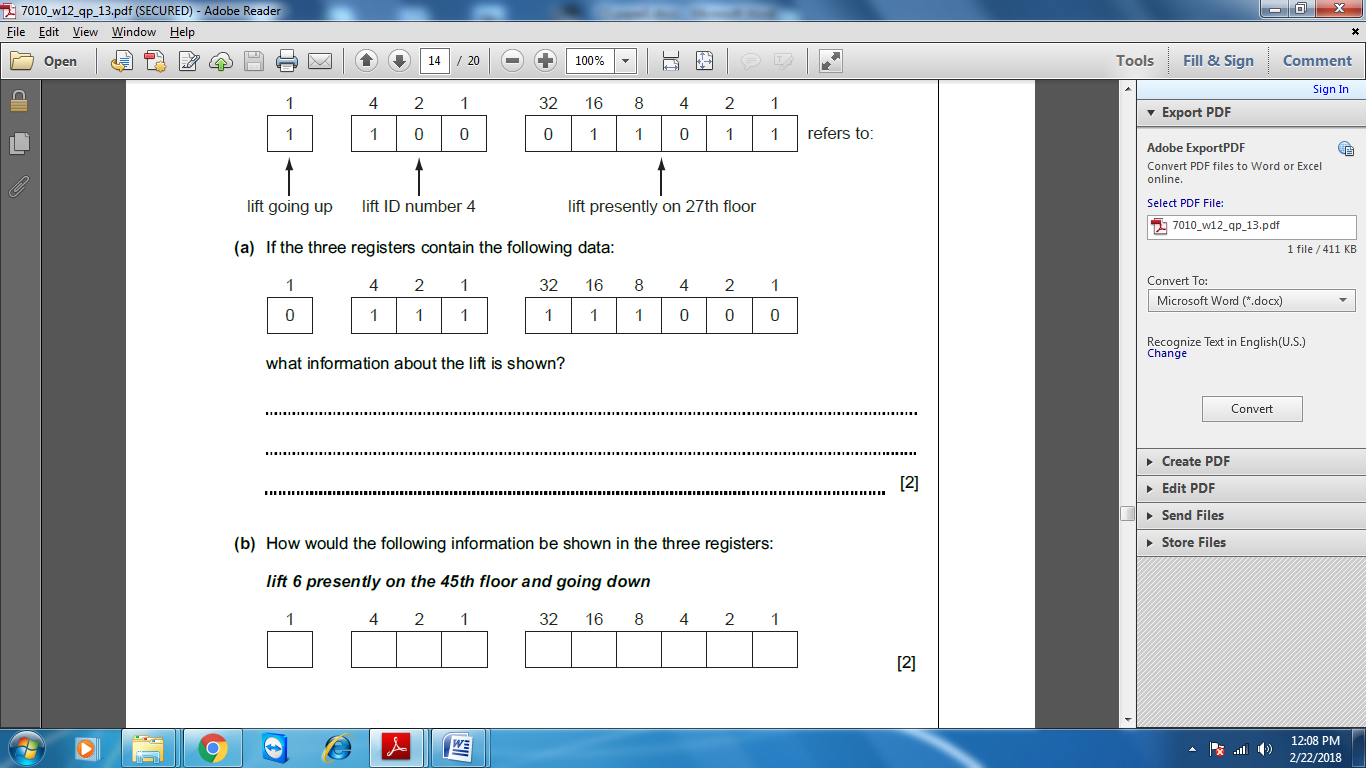 7010_w12_qp_13.pdf (SECURED) - Adobe Reader
File Edit View Window Help
Open 14 / 20 100% Tools Fill & Sign Comment
1 4 2 1 32 16 8 4 2 1
1 1 0 0 0 1 1 0 1 1 refers to:
lift going up lift ID number 4 lift presently on 27th floor
(a) If the three registers contain the following data:
1 4 2 1 32 16 8 4 2 1
0 1 1 1 1 1 1 0 0 0
what information about the lift is shown?
[2]
(b) How would the following information be shown in the three registers:
lift 6 presently on the 45th floor and going down
1 4 2 1 32 16 8 4 2 1
[2]
Sign In
Export PDF
Adobe ExportPDF
Convert PDF files to Word or Excel
online.
Select PDF File:
7010_w12_qp_13.pdf
1 file / 411 KB
Convert To:
Microsoft Word (*.docx)
Recognize Text in English(U.S.)
Change
Convert
Create PDF
Edit PDF
Send Files
Store Files
12:08 PM
2/22/2018